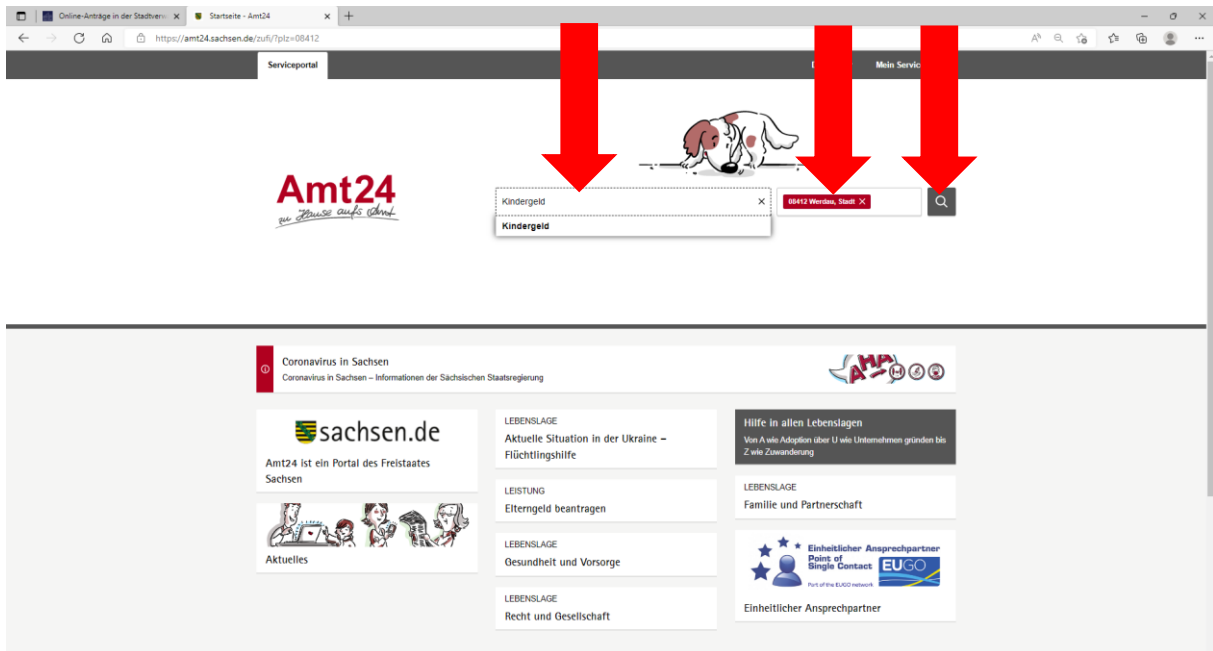 Online-Anträge in der Stadtverw
Startseite - Amt24
https://amt24.sachsen.de/zufi/?plz=08412
Serviceportal
Mein Servic
Amt24
zu Hause aufs Amt
Kindergeld
08412 Werdau, Stadt
Kindergeld
Coronavirus in Sachsen
Coronavirus in Sachsen – Informationen der Sächsischen Staatsregierung
AHA
sachsen.de
Amt24 ist ein Portal des Freistaates
Sachsen
Aktuelles
LEBENSLAGE
Aktuelle Situation in der Ukraine –
Flüchtlingshilfe
LEISTUNG
Elterngeld beantragen
LEBENSLAGE
Gesundheit und Vorsorge
LEBENSLAGE
Recht und Gesellschaft
Hilfe in allen Lebenslagen
Von A wie Adoption über U wie Unternehmen gründen bis
Z wie Zuwanderung
LEBENSLAGE
Familie und Partnerschaft
Einheitlicher Ansprechpartner
Point of
Single Contact
EUGO
Part of the EUGO network
Einheitlicher Ansprechpartner